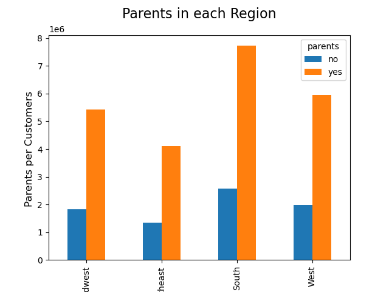 Parents in each Region
1e6
parents
no
yes
8
7
6
5
4
3
2
1
0
Parents per Customers
dwest
heast
South
West